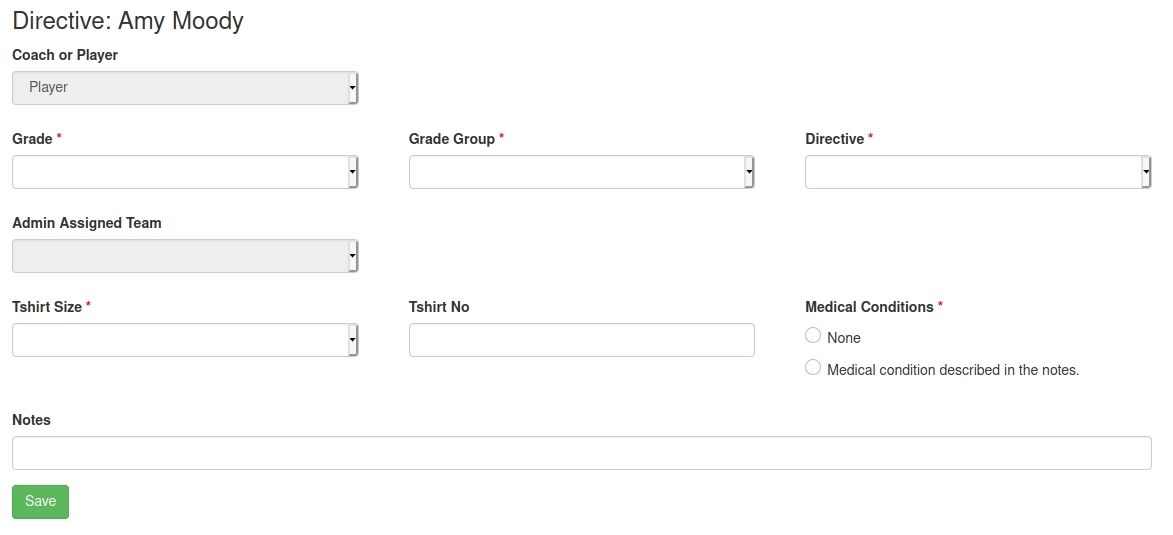 Directive: Amy Moody
Coach or Player
Player
Grade * Grade Group * Directive *
Admin Assigned Team
Tshirt Size * Tshirt No Medical Conditions *
None
Medical condition described in the notes.
Notes
Save